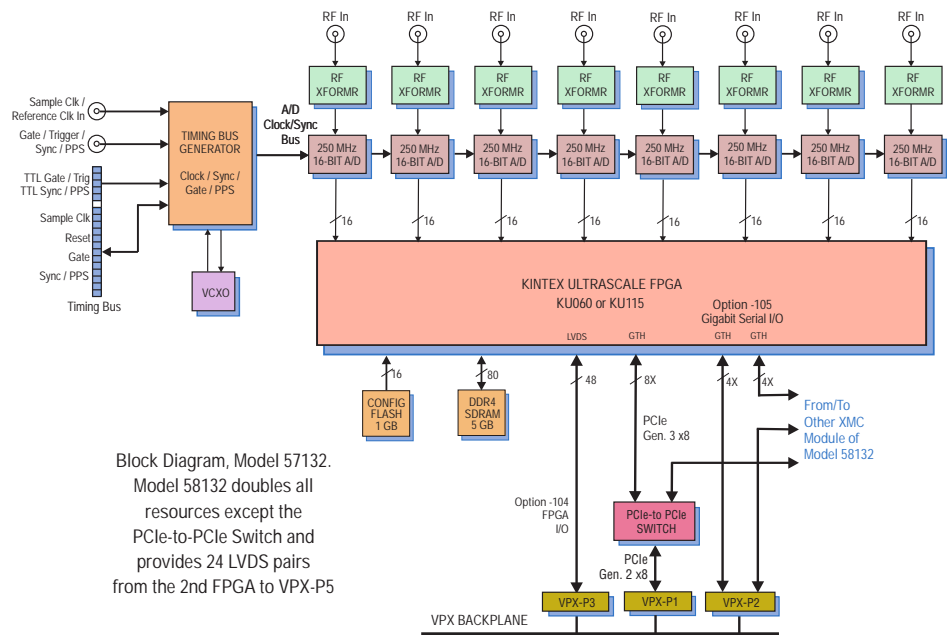 RF In RF In RF In RF In RF In RF In RF In RF In
RF XFORMR RF XFORMR RF XFORMR RF XFORMR RF XFORMR RF XFORMR RF XFORMR RF XFORMR
Sample Clk /
Reference Clk In
Gate / Trigger /
Sync / PPS
TTL Gate / Trig
TTL Sync / PPS
Sample Clk
Reset
Gate
Sync / PPS
Timing Bus
TIMING BUS
GENERATOR
Clock / Sync /
Gate / PPS
VCXO
A/D
Clock/Sync
Bus
250 MHz 250 MHz 250 MHz 250 MHz 250 MHz 250 MHz 250 MHz 250 MHz
16-BIT A/D 16-BIT A/D 16-BIT A/D 16-BIT A/D 16-BIT A/D 16-BIT A/D 16-BIT A/D 16-BIT A/D
16 16 16 16 16 16 16 16
KINTEX ULTRASCALE FPGA
KU060 or KU115
Option -105
Gigabit Serial I/O
LVDS GTH GTH GTH
16 80 48 8X 4X 4X
CONFIG
FLASH
1 GB
DDR4
SDRAM
5 GB
PCIe
Gen. 3 x8
From/To
Other XMC
Module of
Model 58132
Block Diagram, Model 57132.
Model 58132 doubles all
resources except the
PCIe-to-PCIe Switch and
provides 24 LVDS pairs
from the 2nd FPGA to VPX-P5
Option -104
FPGA
I/O
PCIe-to PCIe
SWITCH
PCIe
Gen. 2 x8
VPX-P3 VPX-P1 VPX-P2
VPX BACKPLANE